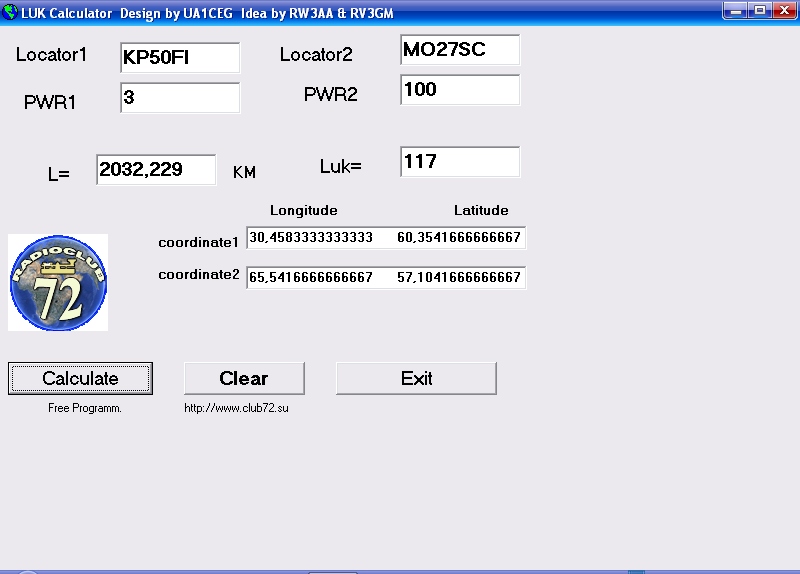 LUK Calculator Design by UA1CEG Idea by RW3AA & RV3GM
Locator1 KP50FI Locator2 MO27SC
PWR1 3 PWR2 100
L= 2032,229 KM Luk= 117
Longitude Latitude
coordinate1 30,4583333333333 60,3541666666667
coordinate2 65,5416666666667 57,1041666666667
RADIOCLUB
72
Calculate Clear Exit
Free Programm. http://www.club72.su